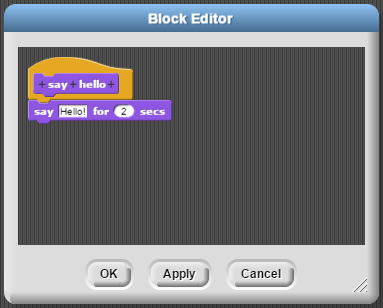 Block Editor
+ say + hello +
say Hello! for 2 secs
OK Apply Cancel